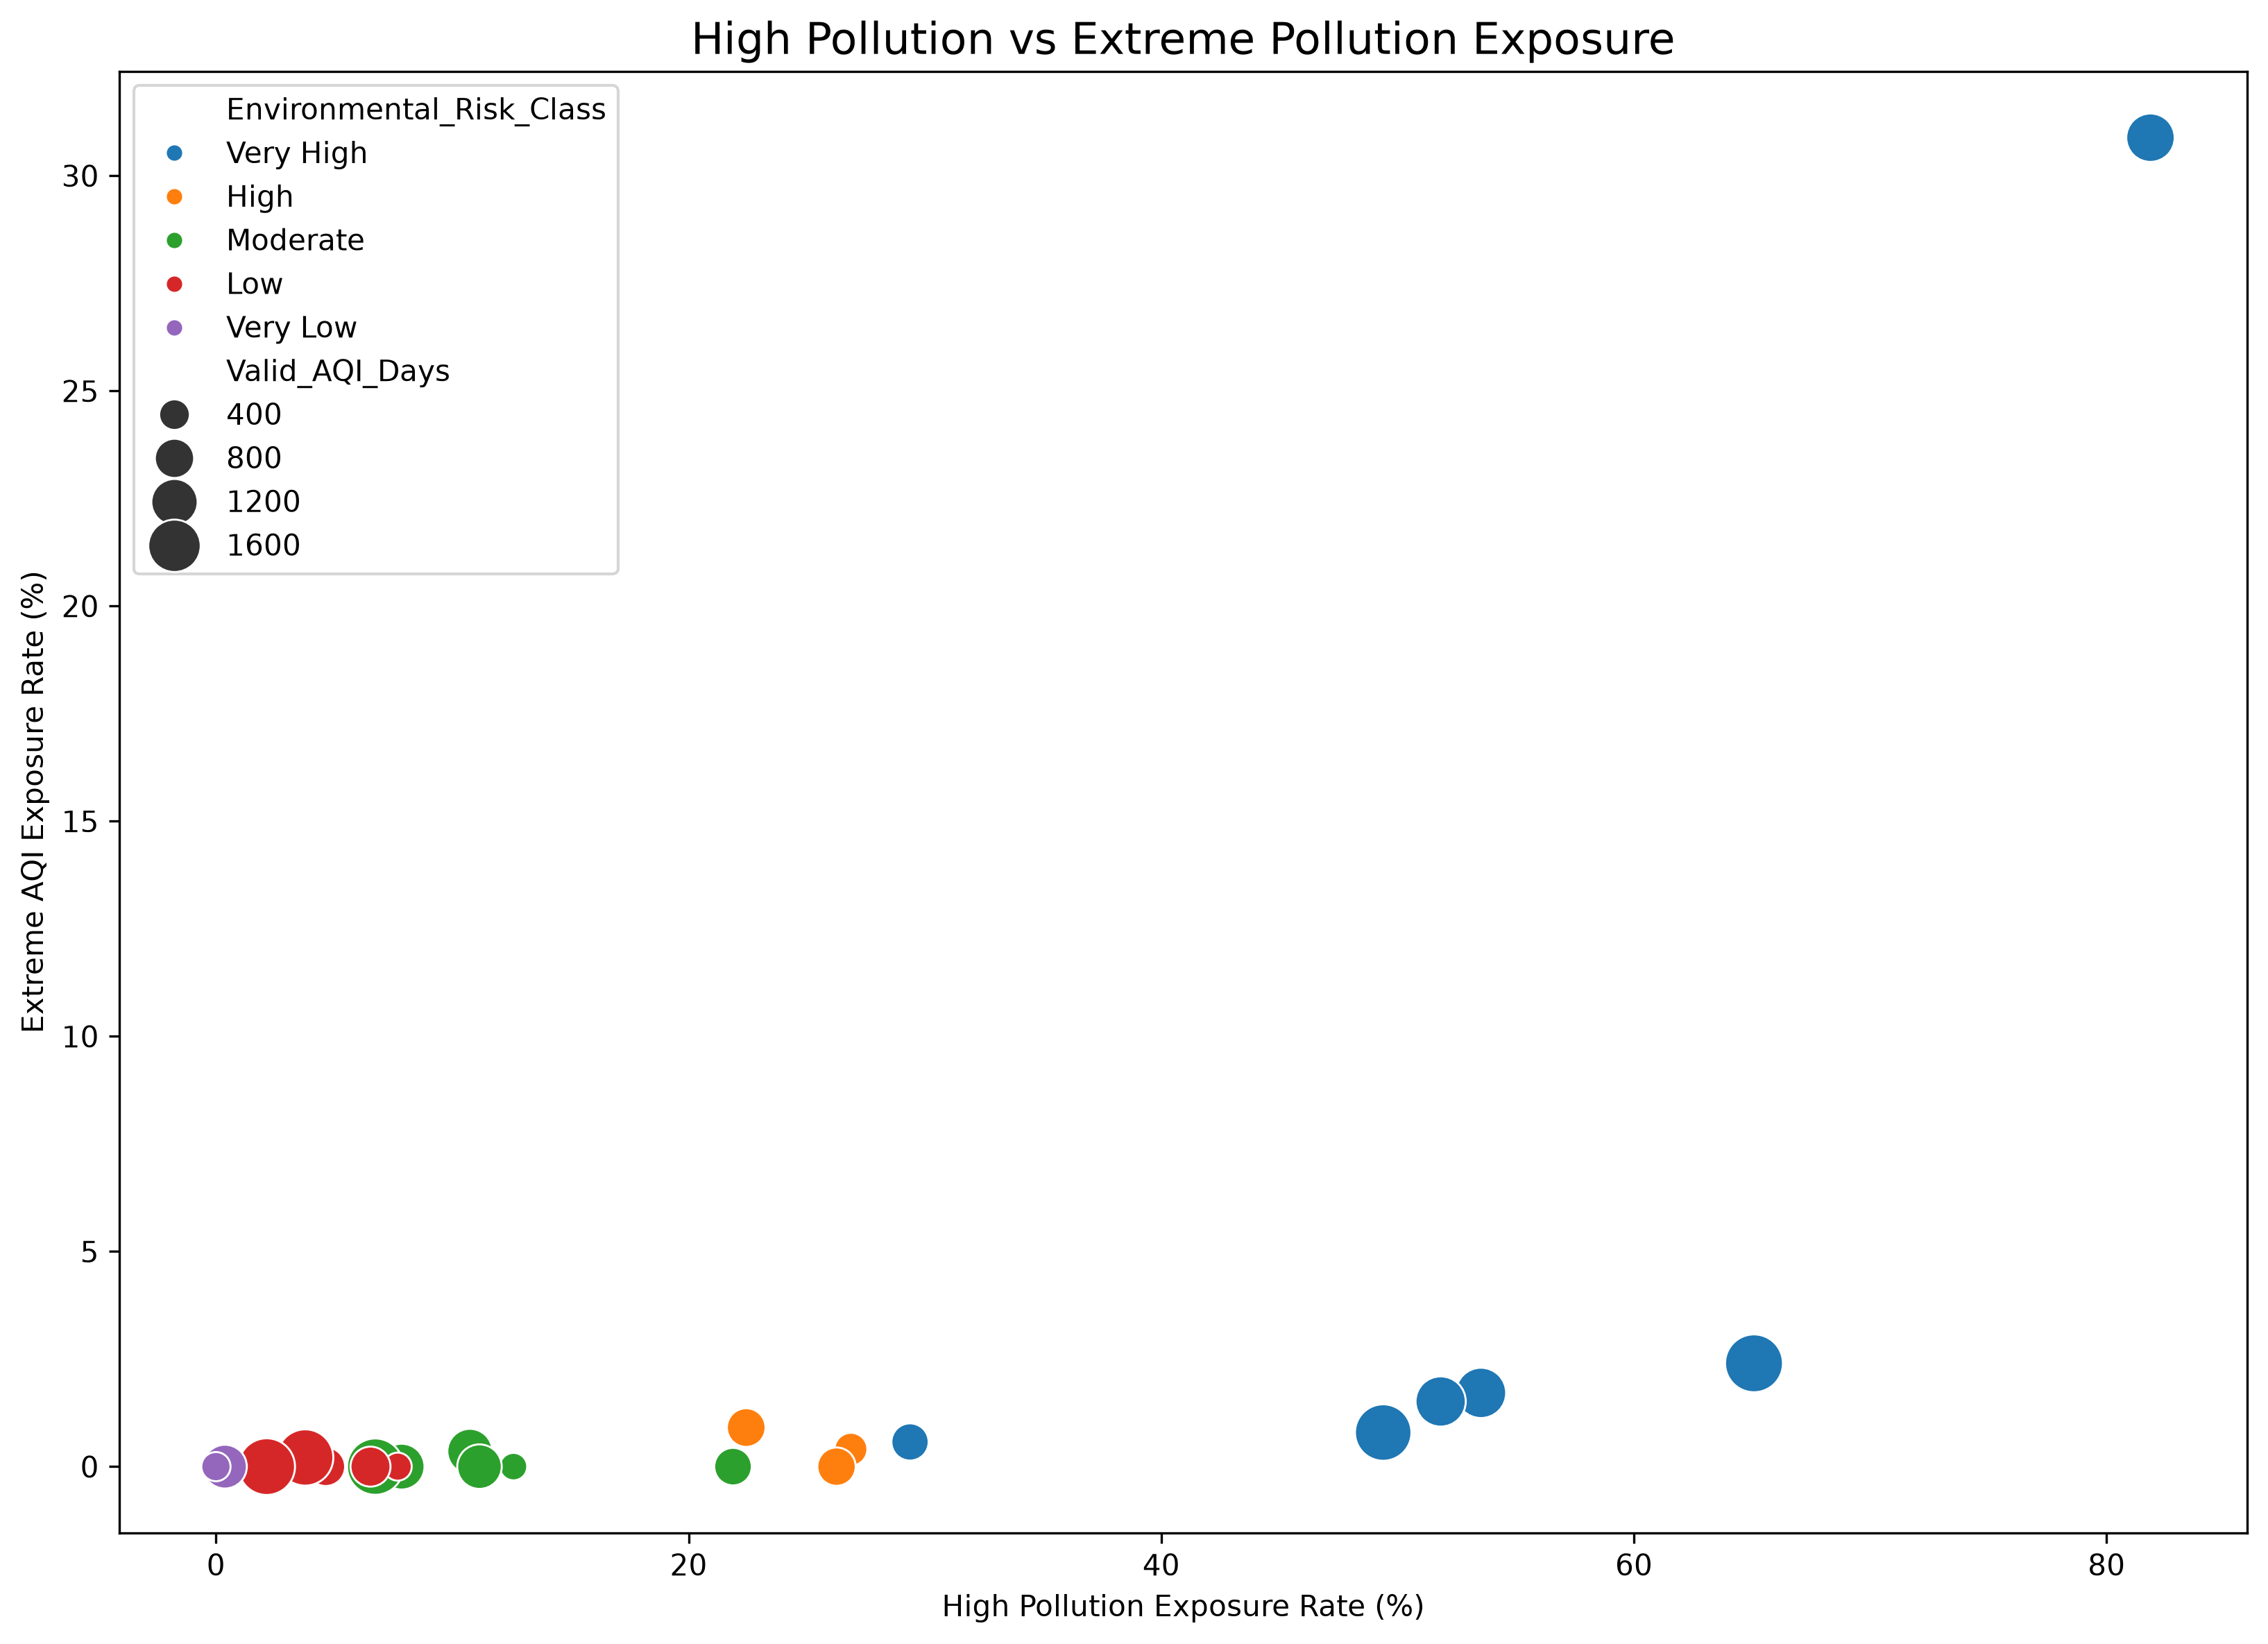 High Pollution vs Extreme Pollution Exposure
Environmental_Risk_Class
Very High
High
Moderate
Low
Very Low
Valid_AQI_Days
400
800
1200
1600
Extreme AQI Exposure Rate (%)
30
25
20
15
10
5
0
0 20 40 60 80
High Pollution Exposure Rate (%)